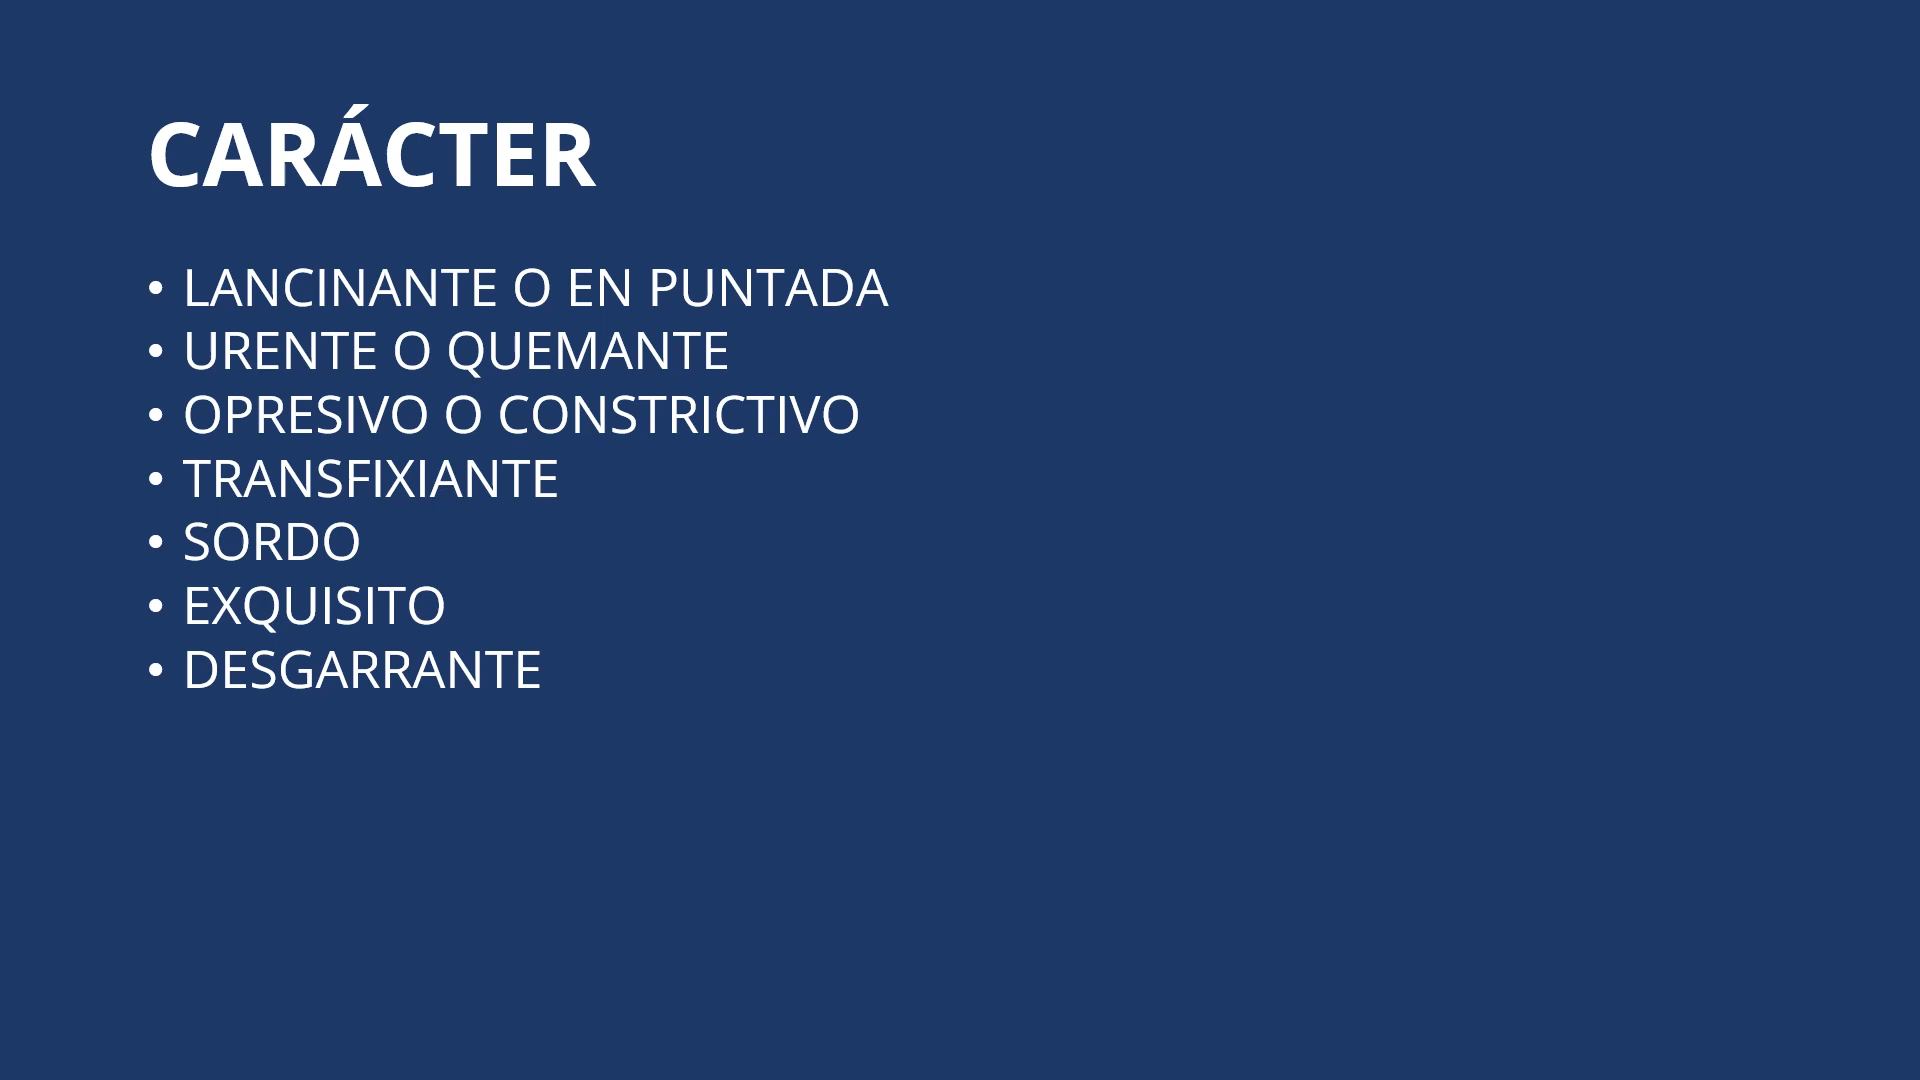 CARÁCTER
• LANCINANTE O EN PUNTADA
• URENTE O QUEMANTE
• OPRESIVO O CONSTRICTIVO
• TRANSFIXIANTE
• SORDO
• EXQUISITO
• DESGARRANTE